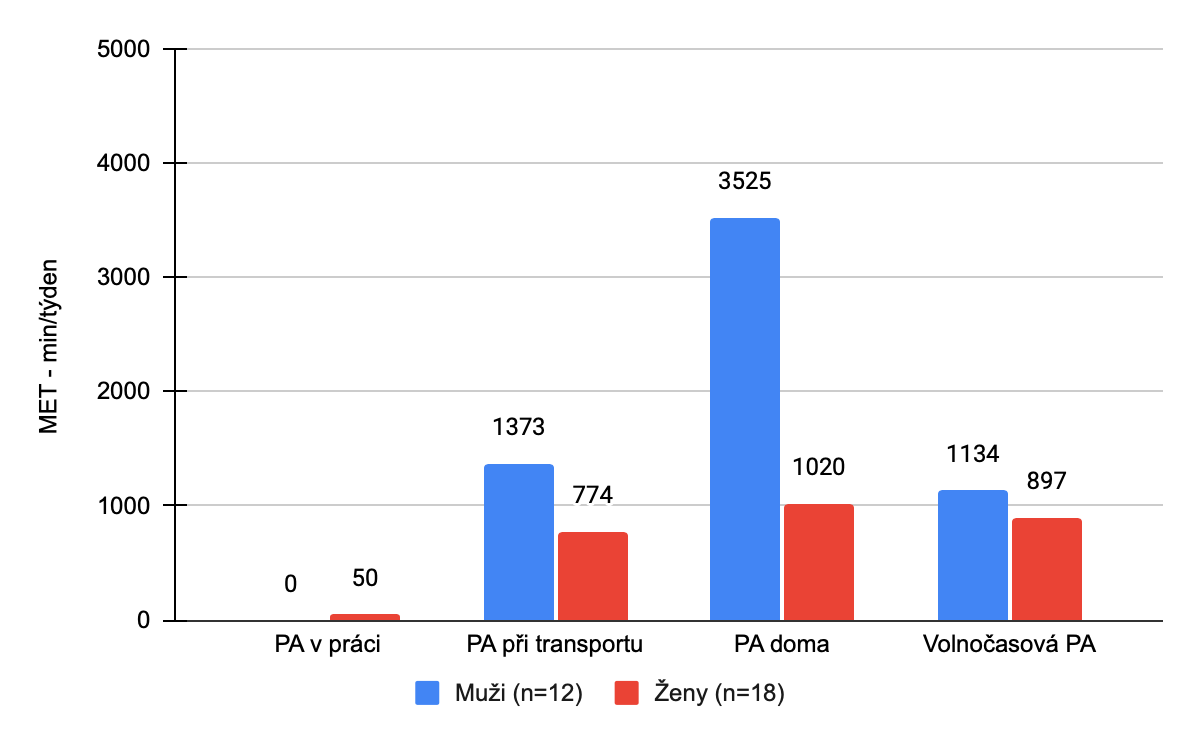 5000
4000
3000
2000
1000
0
MET - min/týden
0
50
1373
774
3525
1020
1134
897
PA v práci
PA při transportu
PA doma
Volnočasová PA
Muži (n=12)
Ženy (n=18)